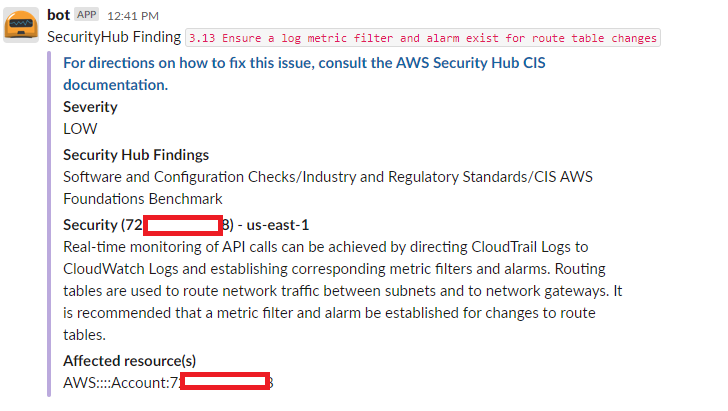 bot APP 12:41 PM
SecurityHub Finding 3.13 Ensure a log metric filter and alarm exist for route table changes
For directions on how to fix this issue, consult the AWS Security Hub CIS
documentation.
Severity
LOW
Security Hub Findings
Software and Configuration Checks/Industry and Regulatory Standards/CIS AWS
Foundations Benchmark
Security (72 8) - us-east-1
Real-time monitoring of API calls can be achieved by directing CloudTrail Logs to
CloudWatch Logs and establishing corresponding metric filters and alarms. Routing
tables are used to route network traffic between subnets and to network gateways. It
is recommended that a metric filter and alarm be established for changes to route
tables.
Affected resource(s)
AWS::::Account:7